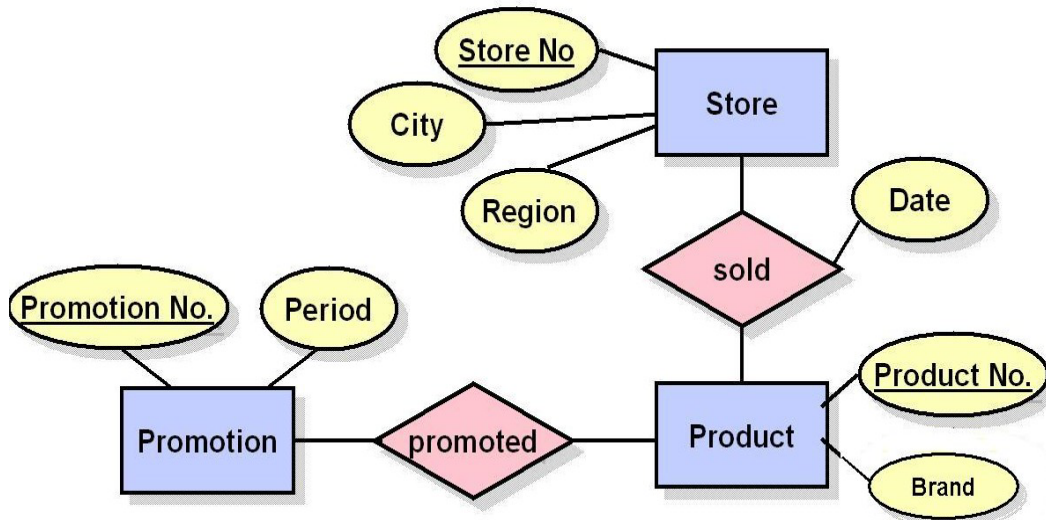 Store No
Store
City
Region
Date
sold
Promotion No.
Period
Product No.
Promotion
promoted
Product
Brand